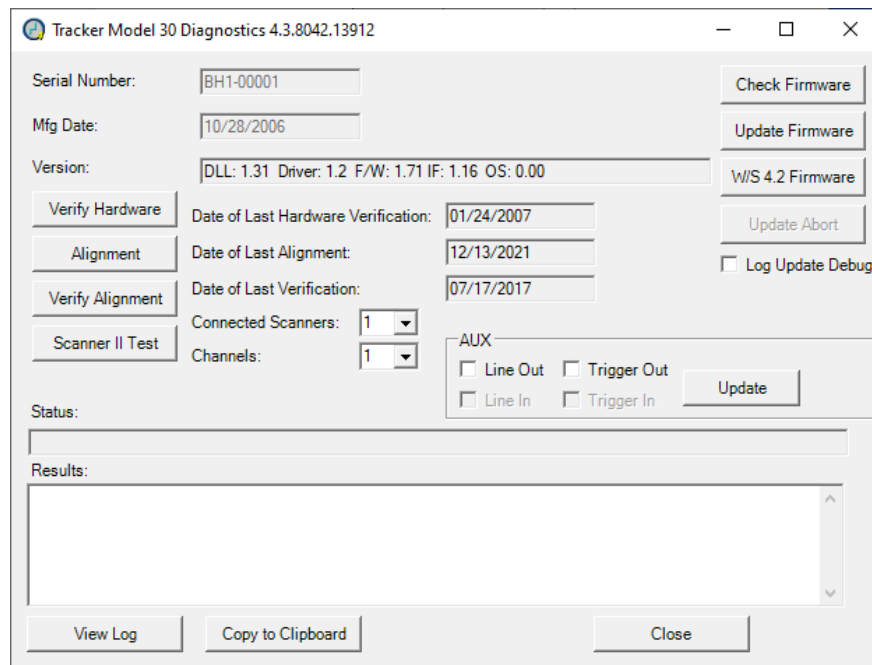 Tracker Model 30 Diagnostics 4.3.8042.13912
Serial Number: BH1-00001
Check Firmware
Mfg Date: 10/28/2006
Update Firmware
Version: DLL: 1.31 Driver: 1.2 F/W: 1.71 IF: 1.16 OS: 0.00
W/S 4.2 Firmware
Verify Hardware
Date of Last Hardware Verification: 01/24/2007
Update Abort
Alignment
Date of Last Alignment: 12/13/2021
Log Update Debug
Verify Alignment
Date of Last Verification: 07/17/2017
Connected Scanners: 1
Scanner II Test
Channels: 1
AUX
Line Out Trigger Out
Line In Trigger In
Update
Status:
Results:
View Log Copy to Clipboard Close